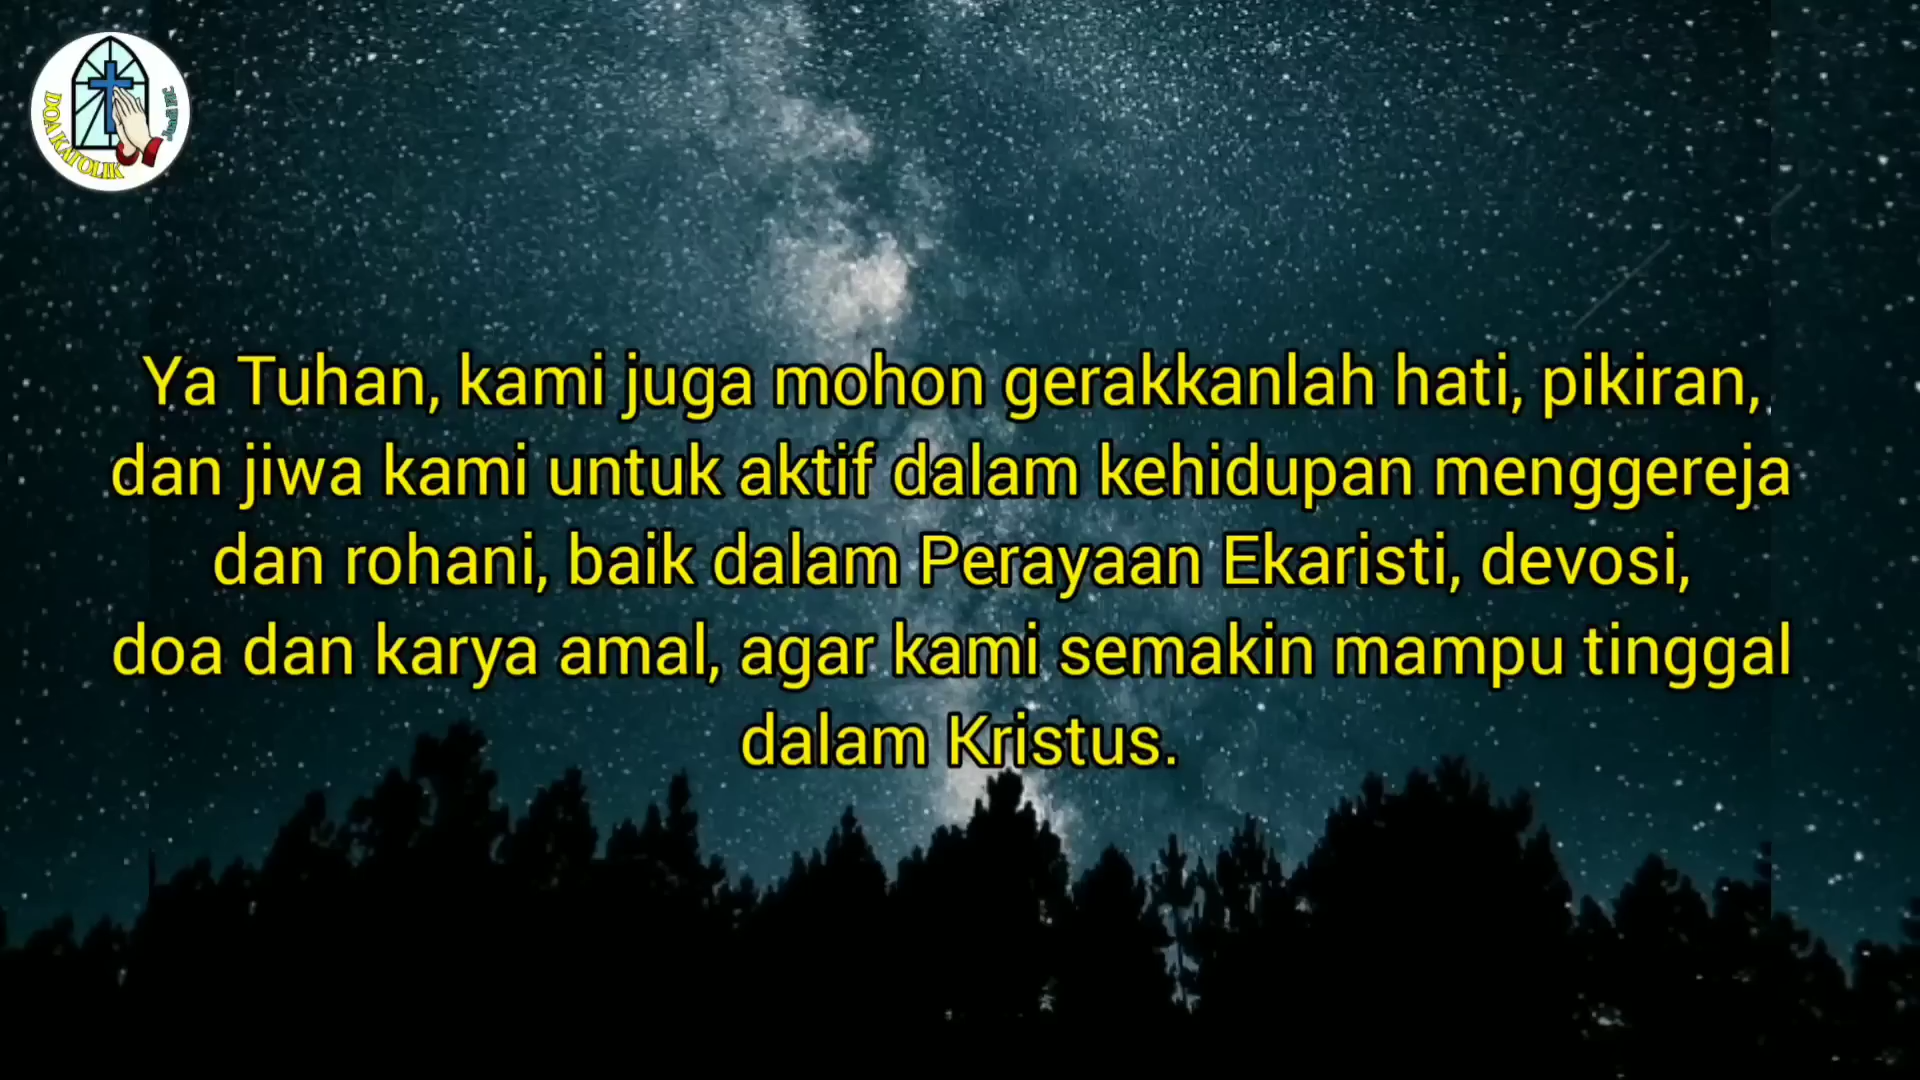 DOA KATOLIK
Ya Tuhan, kami juga mohon gerakkanlah hati, pikiran,
dan jiwa kami untuk aktif dalam kehidupan menggereja
dan rohani, baik dalam Perayaan Ekaristi, devosi,
doa dan karya amal, agar kami semakin mampu tinggal
dalam Kristus.